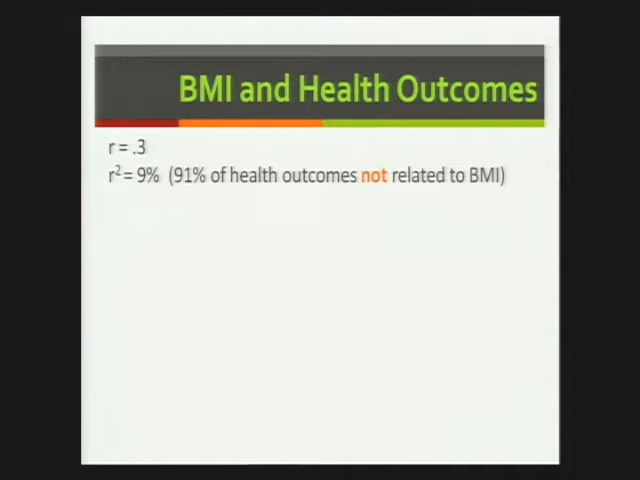 BMI and Health Outcomes
r = .3
r² = 9% (91% of health outcomes not related to BMI)